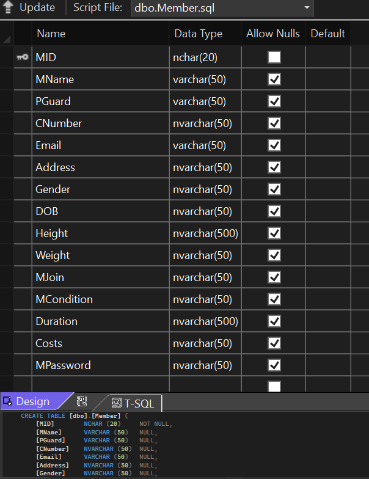 Update Script File: dbo.Member.sql
Name Data Type Allow Nulls Default
MID nchar(20)
MName varchar(50)
PGuard varchar(50)
CNumber nvarchar(50)
Email varchar(50)
Address nvarchar(50)
Gender nvarchar(50)
DOB nvarchar(50)
Height nvarchar(500)
Weight nvarchar(50)
MJoin nvarchar(50)
MCondition nvarchar(50)
Duration nvarchar(500)
Costs nvarchar(50)
MPassword nvarchar(50)
Design T-SQL
CREATE TABLE [dbo].[Member] (
[MID] NCHAR (20) NOT NULL,
[MName] VARCHAR (50) NULL,
[PGuard] VARCHAR (50) NULL,
[CNumber] NVARCHAR (50) NULL,
[Email] VARCHAR (50) NULL,
[Address] NVARCHAR (50) NULL,
[Gender] NVARCHAR (50) NULL,